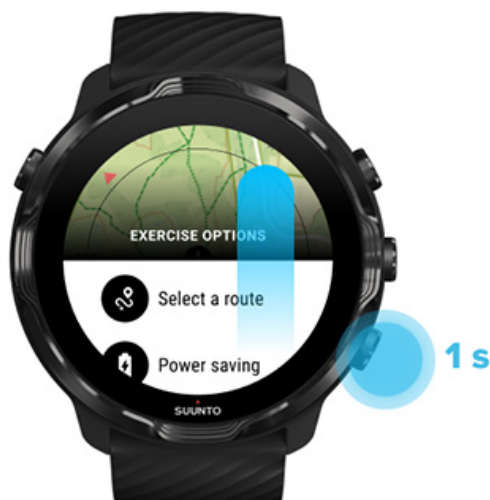 EXERCISE OPTIONS
Select a route
Power saving
SUUNTO
1 s